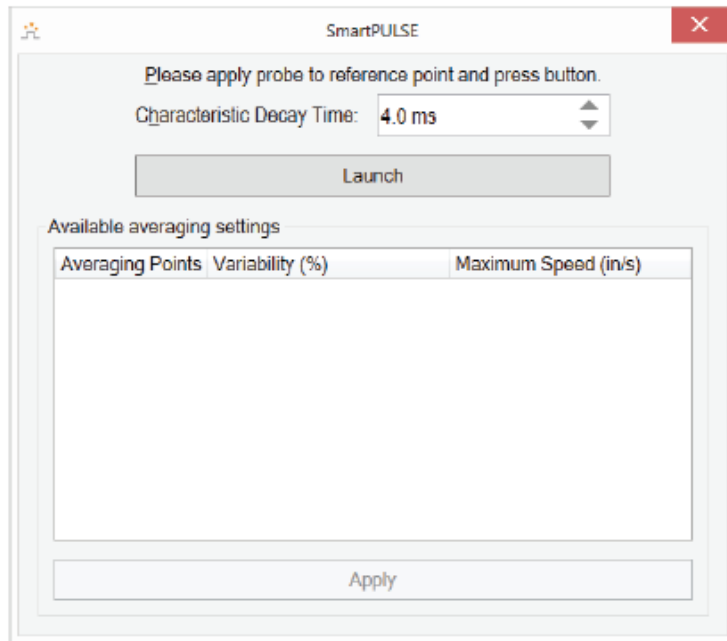 SmartPULSE
Please apply probe to reference point and press button.
Characteristic Decay Time: 4.0 ms
Launch
Available averaging settings
Averaging Points Variability (%) Maximum Speed (in/s)
Apply